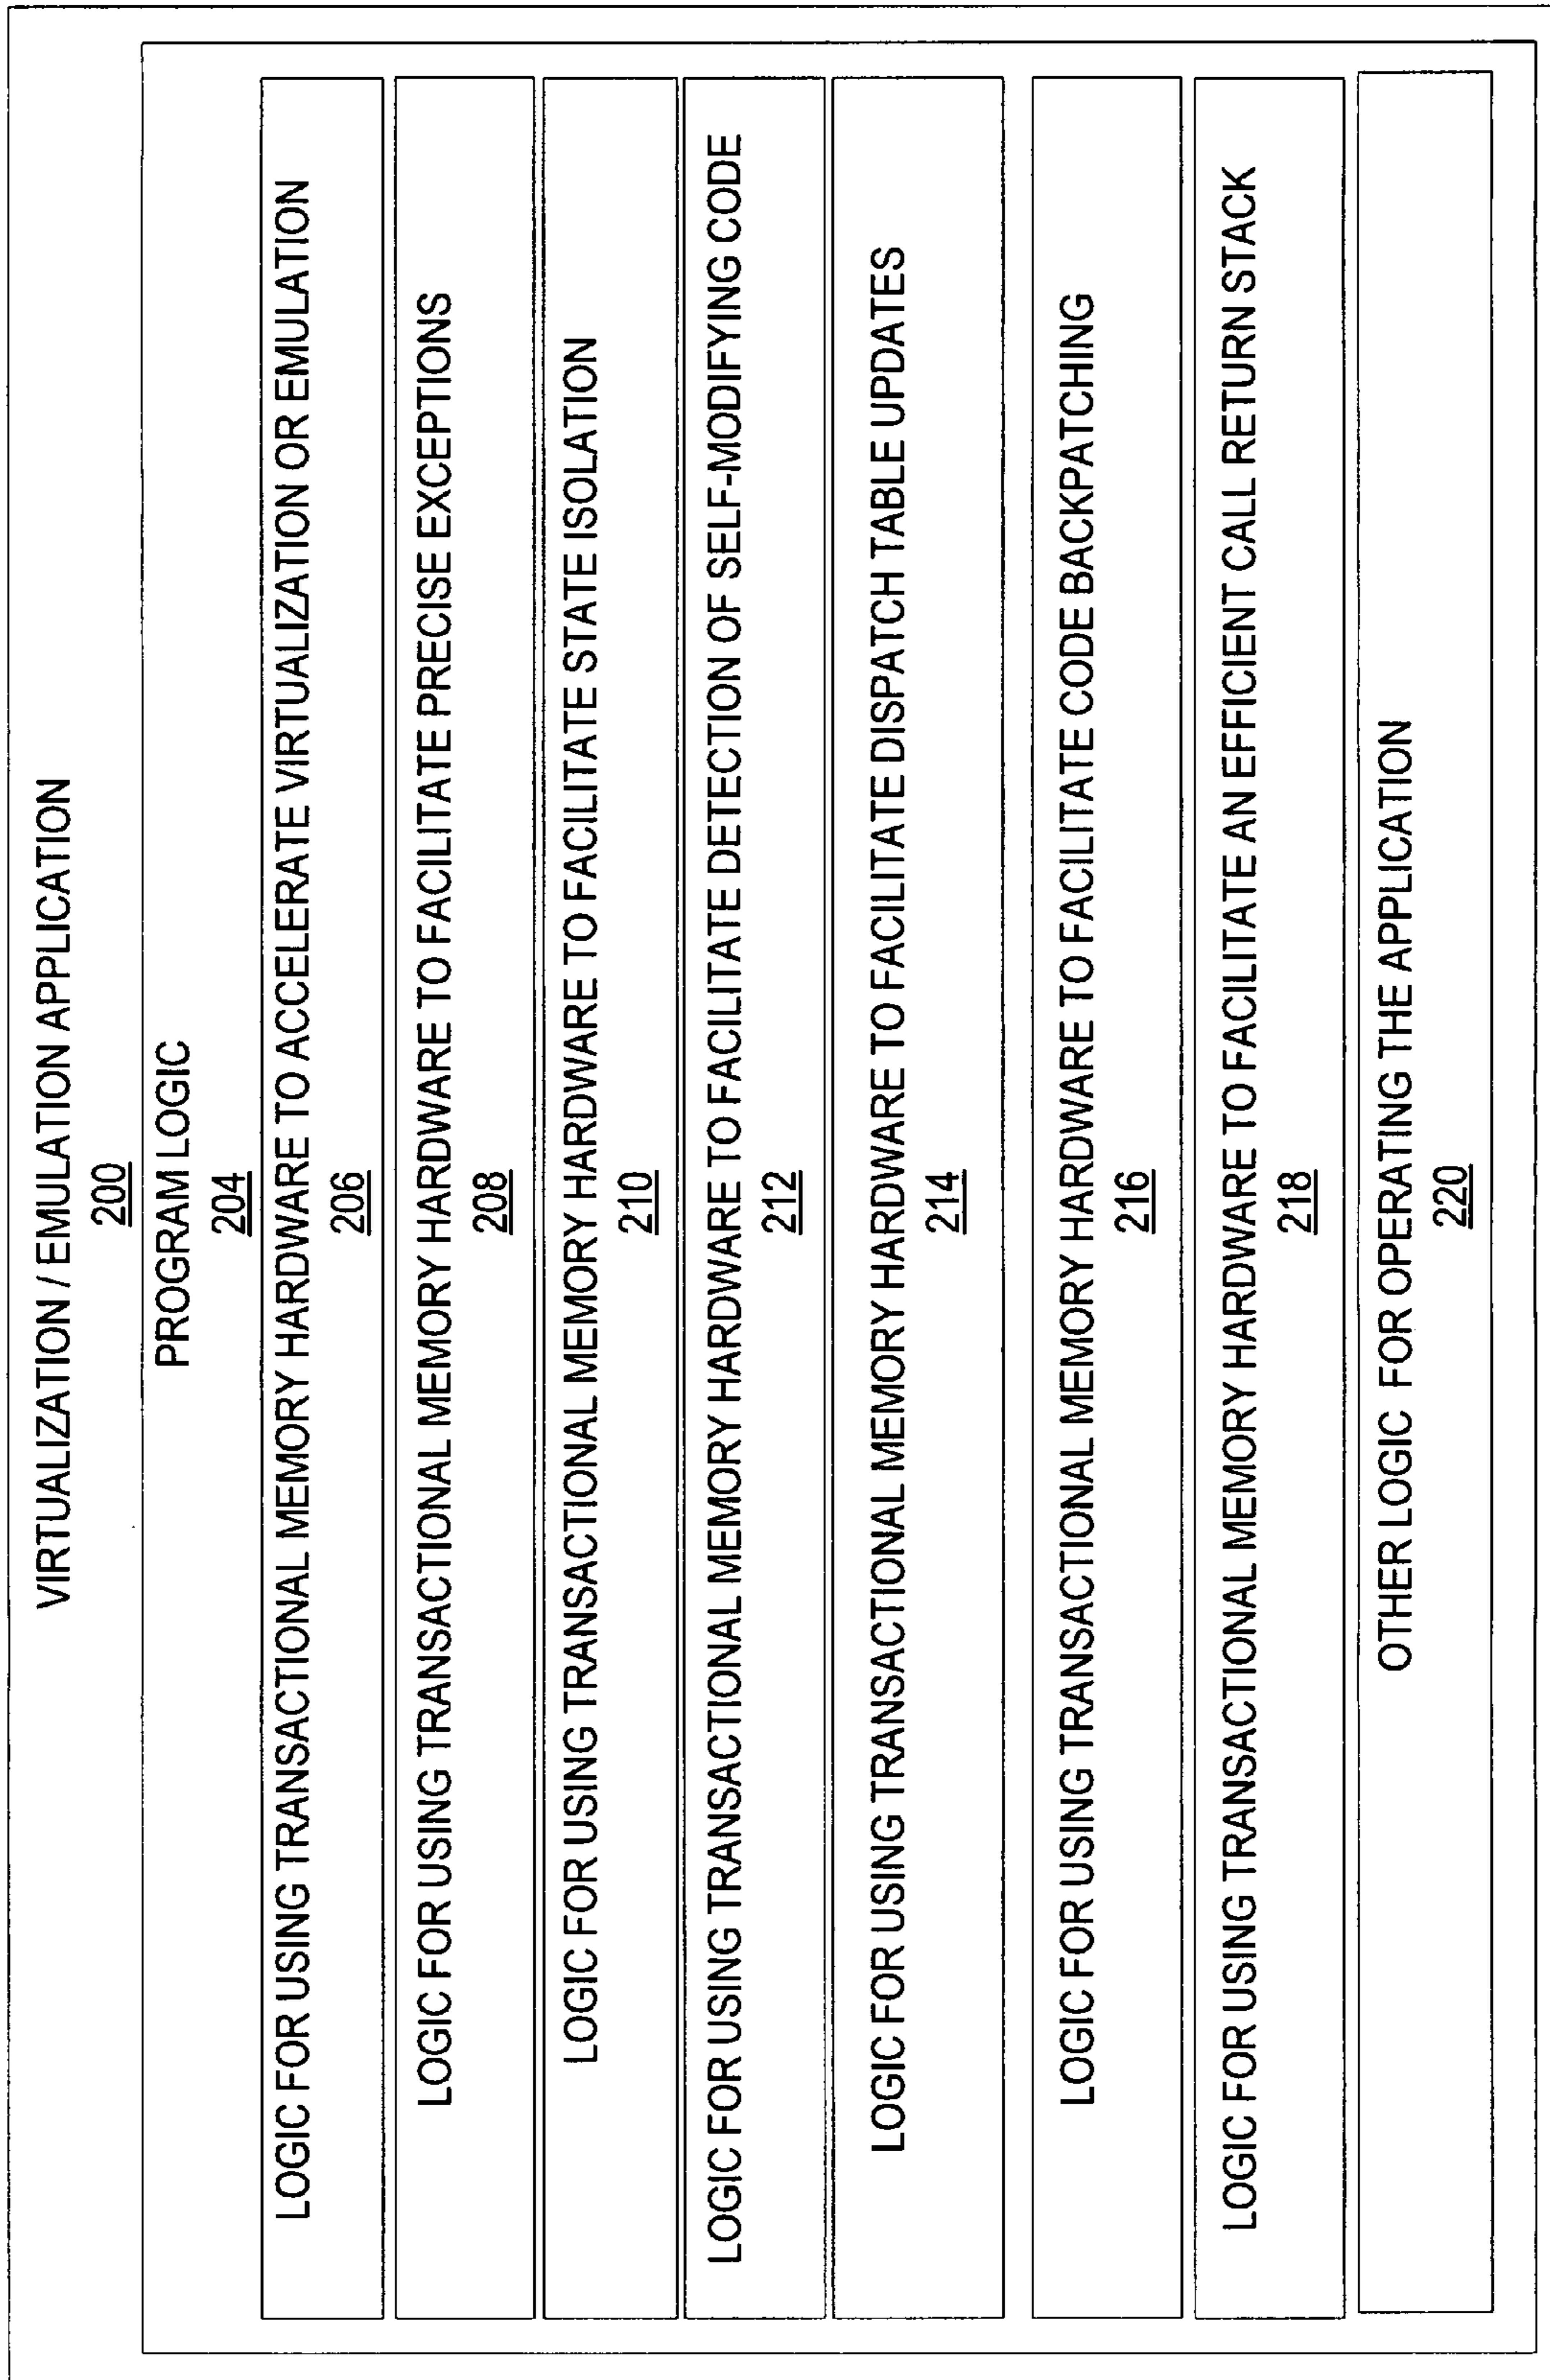 VIRTUALIZATION / EMULATION APPLICATION
200
PROGRAM LOGIC
204
LOGIC FOR USING TRANSACTIONAL MEMORY HARDWARE TO ACCELERATE VIRTUALIZATION OR EMULATION
206
LOGIC FOR USING TRANSACTIONAL MEMORY HARDWARE TO FACILITATE PRECISE EXCEPTIONS
208
LOGIC FOR USING TRANSACTIONAL MEMORY HARDWARE TO FACILITATE STATE ISOLATION
210
LOGIC FOR USING TRANSACTIONAL MEMORY HARDWARE TO FACILITATE DETECTION OF SELF-MODIFYING CODE
212
LOGIC FOR USING TRANSACTIONAL MEMORY HARDWARE TO FACILITATE DISPATCH TABLE UPDATES
214
LOGIC FOR USING TRANSACTIONAL MEMORY HARDWARE TO FACILITATE CODE BACKPATCHING
216
LOGIC FOR USING TRANSACTIONAL MEMORY HARDWARE TO FACILITATE AN EFFICIENT CALL RETURN STACK
218
OTHER LOGIC FOR OPERATING THE APPLICATION
220